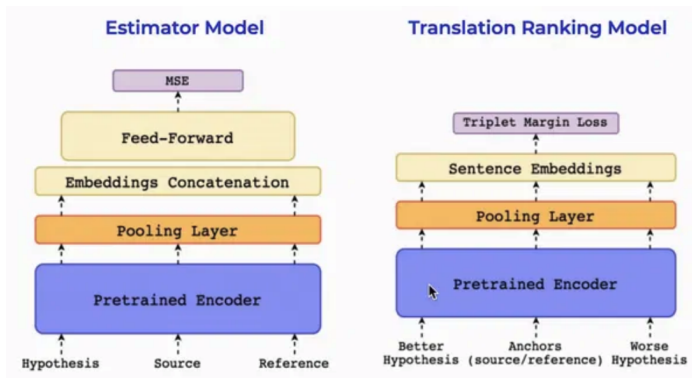 Estimator Model
MSE
Feed-Forward
Embeddings Concatenation
Pooling Layer
Pretrained Encoder
Hypothesis Source Reference
Translation Ranking Model
Triplet Margin Loss
Sentence Embeddings
Pooling Layer
Pretrained Encoder
Better Anchors Worse
Hypothesis (source/reference) Hypothesis